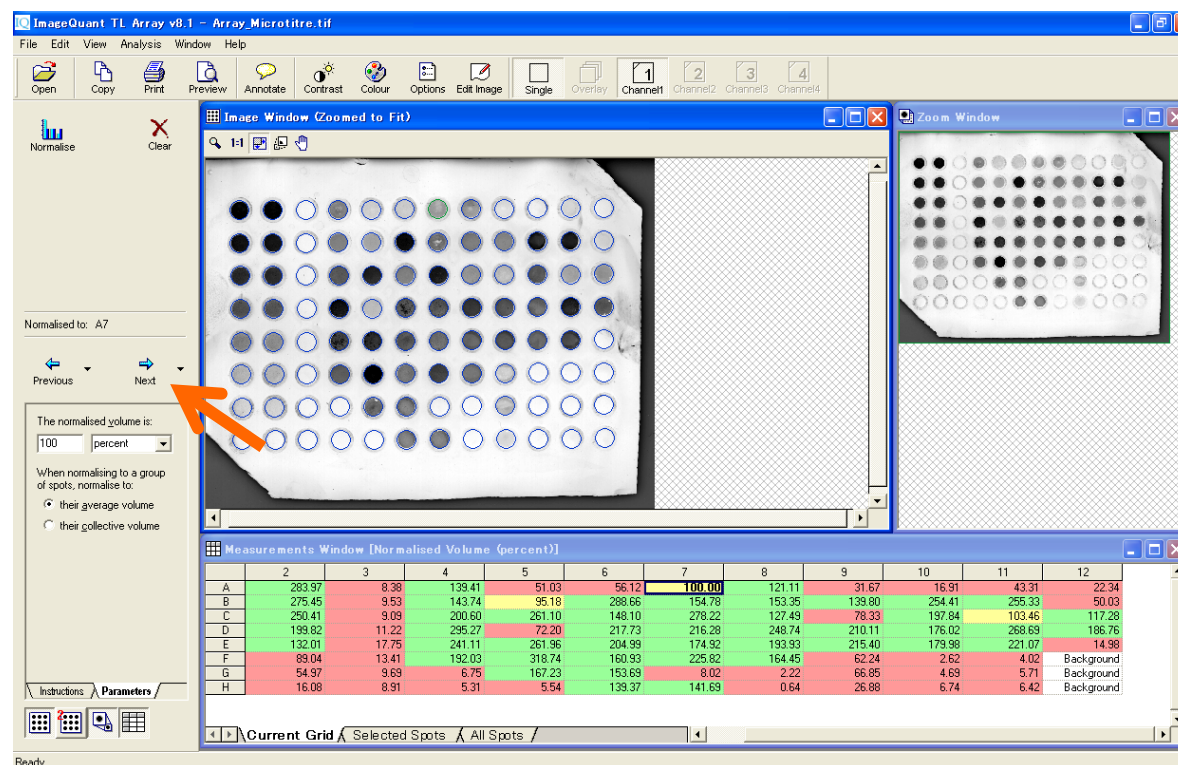 ImageQuant TL Array v8.1 - Array_Microtitre.tif
File Edit View Analysis Window Help
Open Copy Print Preview Annotate Contrast Colour Options Edit Image Single Overlay Channel1 Channel2 Channel3 Channel4
Normalise Clear
Normalised to: A7
Previous Next
The normalised volume is:
100 percent
When normalising to a group
of spots, normalise to:
their average volume
their collective volume
Instructions Parameters
Image Window (Zoomed to Fit)
1:1
Zoom Window
Measurements Window [Normalised Volume (percent)]
2 3 4 5 6 7 8 9 10 11 12
A 283.97 8.38 139.41 51.03 56.12 100.00 121.11 31.67 16.91 43.31 22.34
B 275.45 9.53 143.74 95.18 288.66 154.78 153.35 139.80 254.41 255.33 50.03
C 250.41 9.09 200.60 261.10 148.10 278.22 127.49 78.33 197.84 103.46 117.28
D 199.82 11.22 295.27 72.20 217.73 216.28 248.74 210.11 176.02 268.69 186.76
E 132.01 17.75 241.11 261.96 204.99 174.92 193.93 215.40 179.98 221.07 14.98
F 89.04 13.41 192.03 318.74 160.93 225.82 164.45 62.24 2.62 4.02 Background
G 54.97 9.69 6.75 167.23 153.69 8.02 2.22 66.85 4.69 5.71 Background
H 16.08 8.91 5.31 5.54 139.37 141.69 0.64 26.88 6.74 6.42 Background
Current Grid Selected Spots All Spots
Ready